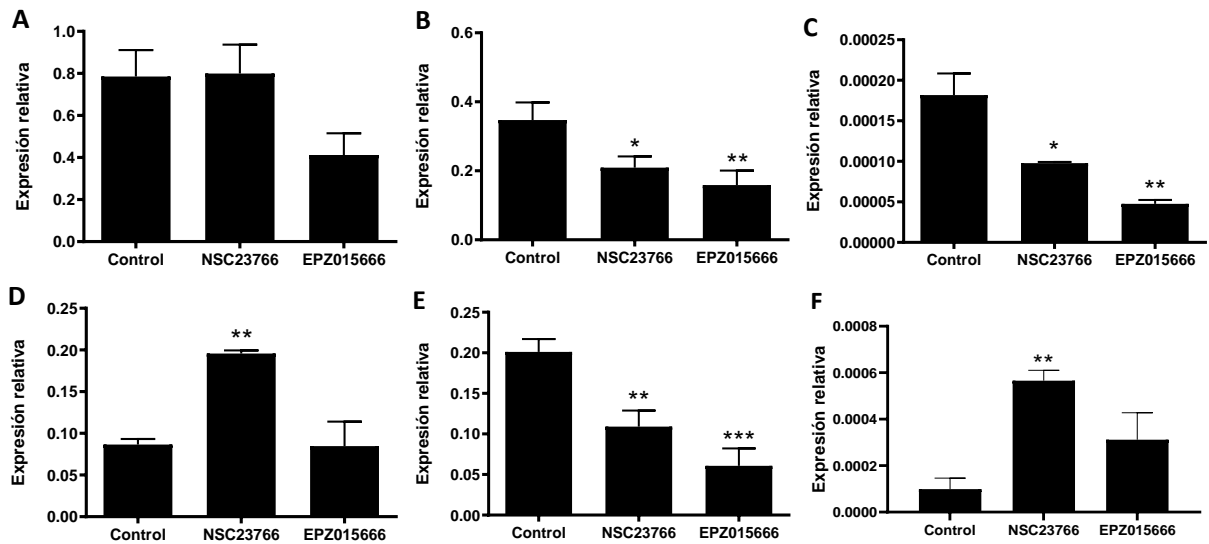 A
Expresión relativa
1.0
0.8
0.6
0.4
0.2
0.0
Control NSC23766 EPZ015666
B
Expresión relativa
0.6
0.4
0.2
0.0
*
**
Control NSC23766 EPZ015666
C
Expresión relativa
0.00025
0.00020
0.00015
0.00010
0.00005
0.00000
*
**
Control NSC23766 EPZ015666
D
Expresión relativa
0.25
0.20
0.15
0.10
0.05
0.00
**
Control NSC23766 EPZ015666
E
Expresión relativa
0.25
0.20
0.15
0.10
0.05
0.00
**
***
Control NSC23766 EPZ015666
F
Expresión relativa
0.0008
0.0006
0.0004
0.0002
0.0000
**
Control NSC23766 EPZ015666